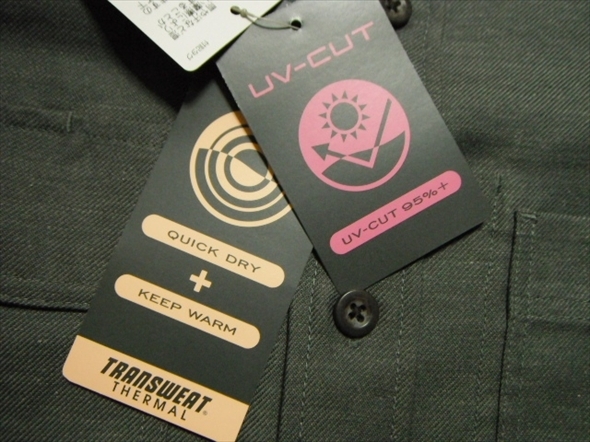 UV-CUT
UV-CUT 95%+
QUICK DRY
+
KEEP WARM
TRANSWEAT®
THERMAL